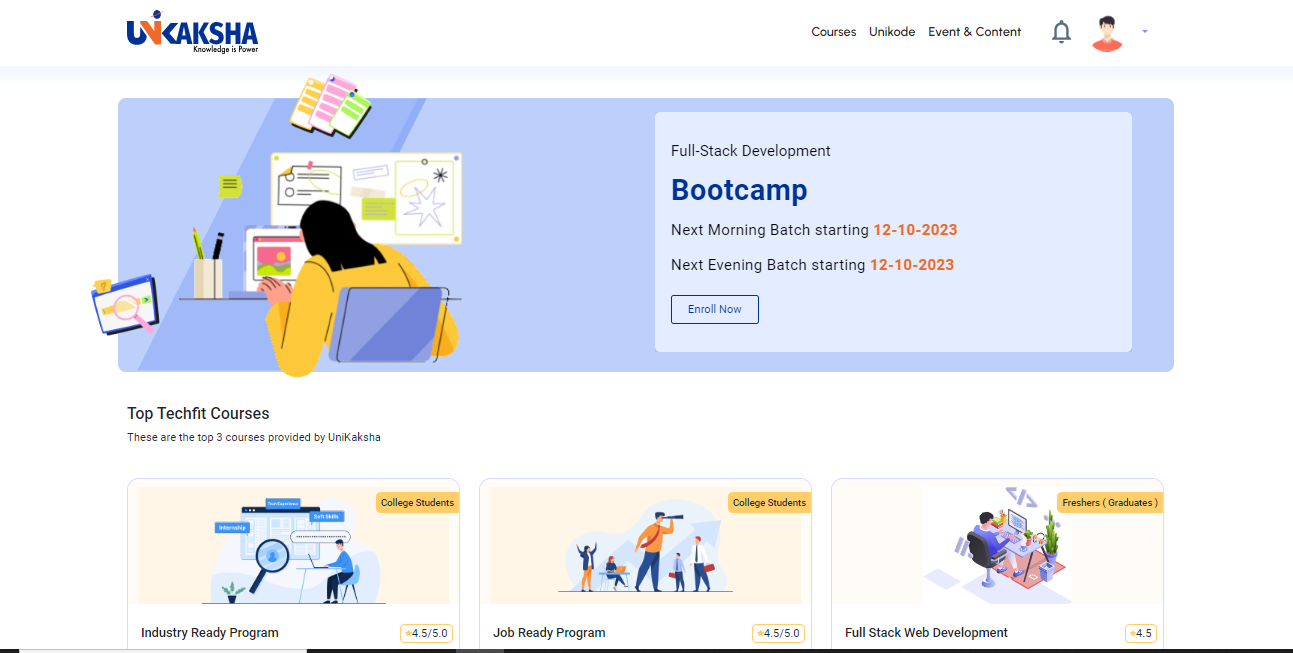 UNIKAKSHA
Knowledge is Power
Courses Unikode Event & Content
Full-Stack Development
Bootcamp
Next Morning Batch starting 12-10-2023
Next Evening Batch starting 12-10-2023
Enroll Now
Top Techfit Courses
These are the top 3 courses provided by UniKaksha
College Students
College Students
Freshers ( Graduates )
Soft Skills
Internship
Industry Ready Program 4.5/5.0
Job Ready Program 4.5/5.0
Full Stack Web Development 4.5